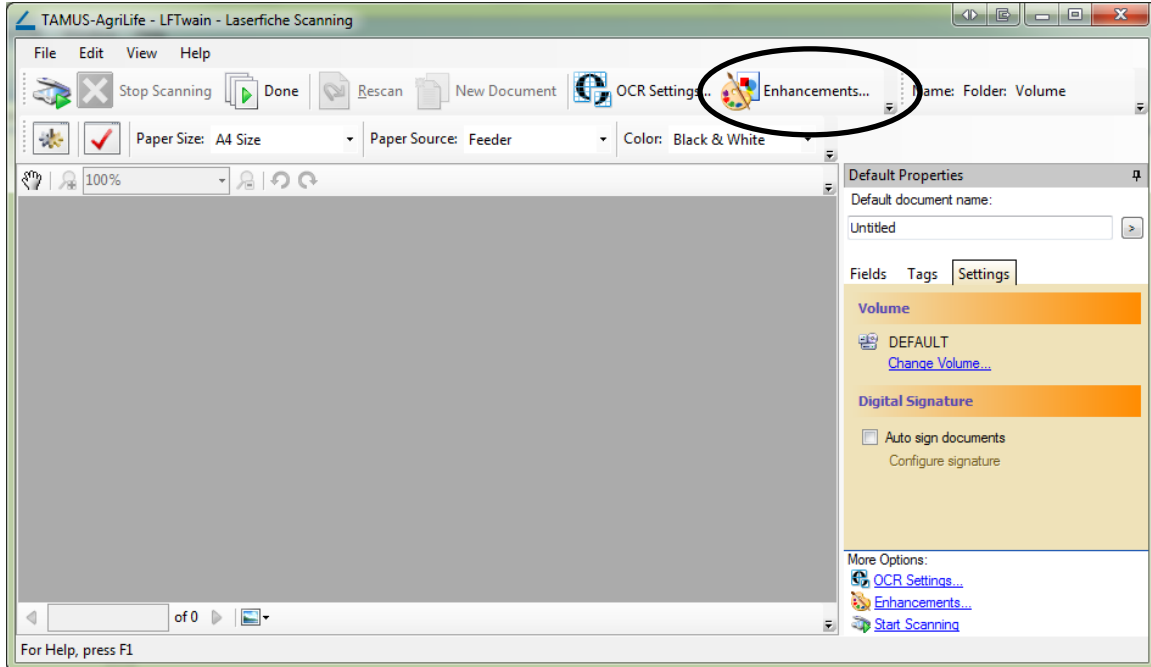 TAMUS-AgriLife - LFTwain - Laserfiche Scanning
File Edit View Help
Stop Scanning Done Rescan New Document OCR Settings... Enhancements... Name: Folder: Volume
Paper Size: A4 Size Paper Source: Feeder Color: Black & White
100%
Default Properties
Default document name:
Untitled >
Fields Tags Settings
Volume
DEFAULT
Change Volume...
Digital Signature
Auto sign documents
Configure signature
More Options:
OCR Settings...
Enhancements...
Start Scanning
of 0
For Help, press F1